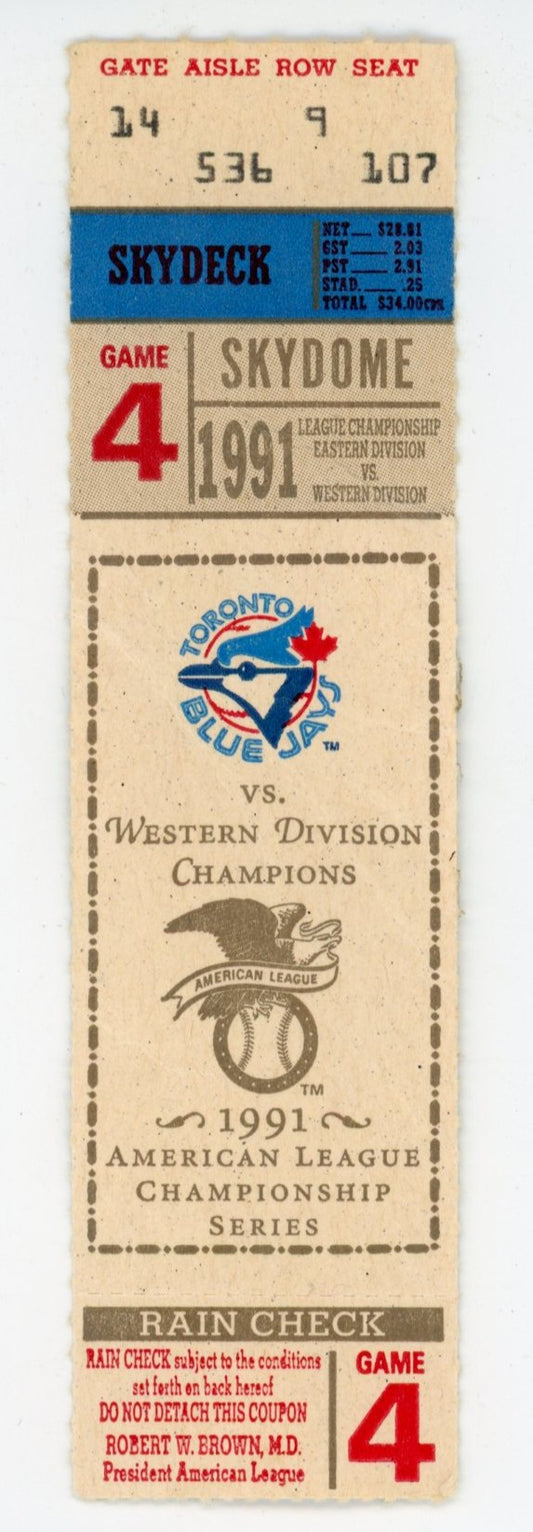 GATE AISLE ROW SEAT
14 9
536 107
SKYDECK
NET $28.81
GST 2.03
PST 2.91
STAD. .25
TOTAL $34.00CDN
GAME
4
SKYDOME
1991
LEAGUE CHAMPIONSHIP
EASTERN DIVISION
VS.
WESTERN DIVISION
TORONTO
BLUE JAYS
TM
VS.
WESTERN DIVISION
CHAMPIONS
AMERICAN LEAGUE
TM
1991
AMERICAN LEAGUE
CHAMPIONSHIP
SERIES
RAIN CHECK
RAIN CHECK subject to the conditions
set forth on back hereof
DO NOT DETACH THIS COUPON
ROBERT W. BROWN, M.D.
President American League
GAME
4